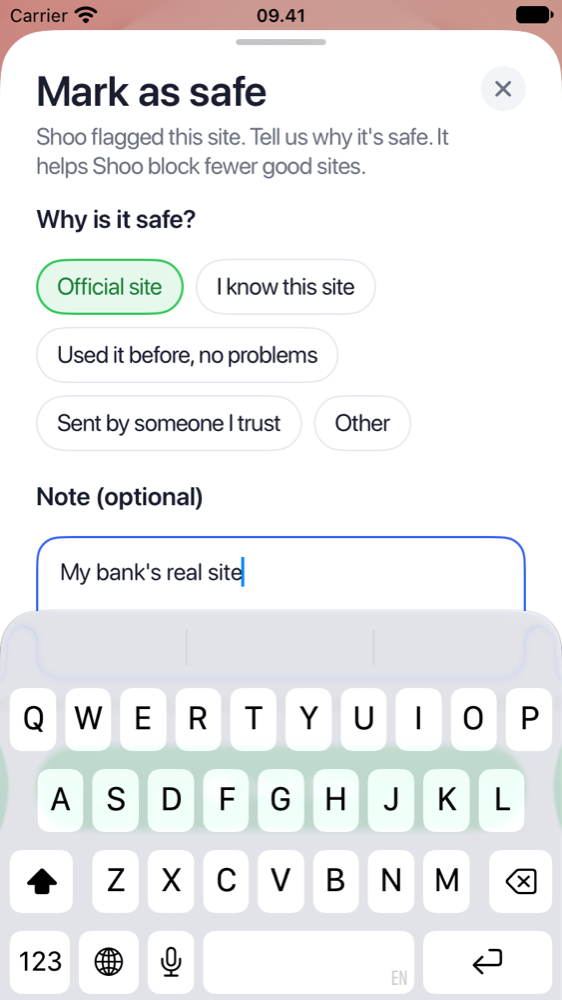 Carrier 09.41
Mark as safe
Shoo flagged this site. Tell us why it's safe. It
helps Shoo block fewer good sites.
Why is it safe?
Official site I know this site
Used it before, no problems
Sent by someone I trust Other
Note (optional)
My bank's real site
Q W E R T Y U I O P
A S D F G H J K L
Z X C V B N M
123 EN